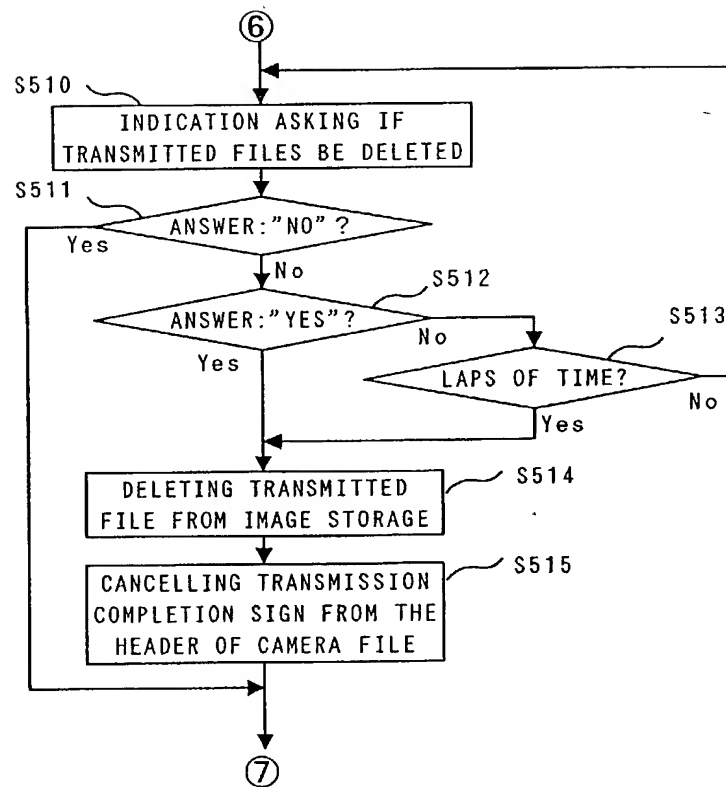 ⑥
S510
INDICATION ASKING IF
TRANSMITTED FILES BE DELETED
S511
ANSWER:"NO"?
Yes
No
S512
ANSWER:"YES"?
No
Yes
S513
LAPS OF TIME?
No
Yes
DELETING TRANSMITTED
FILE FROM IMAGE STORAGE
S514
CANCELLING TRANSMISSION
COMPLETION SIGN FROM THE
HEADER OF CAMERA FILE
S515
⑦